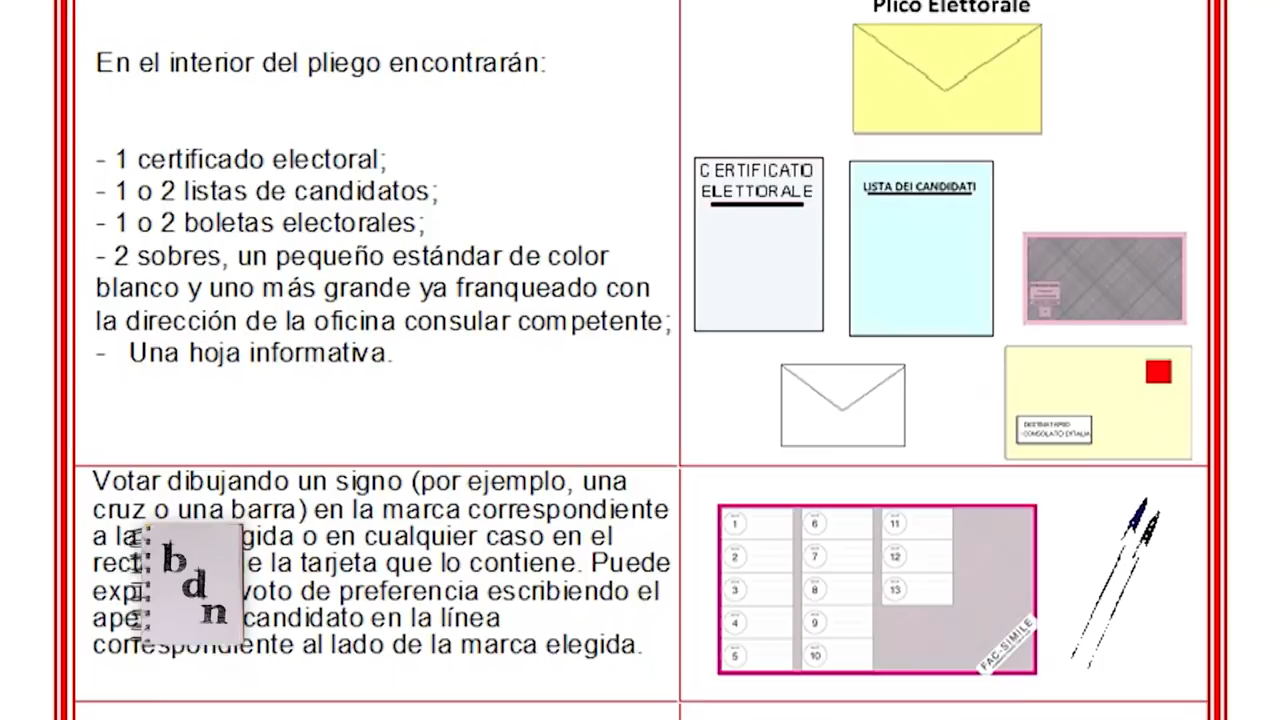 Plico Elettorale
En el interior del pliego encontrarán:
- 1 certificado electoral;
- 1 o 2 listas de candidatos;
- 1 o 2 boletas electorales;
- 2 sobres, un pequeño estándar de color
blanco y uno más grande ya franqueado con
la dirección de la oficina consular competente;
- Una hoja informativa.
CERTIFICATO
ELETTORALE
LISTA DEI CANDIDATI
DESTINATARIO
CONSOLATO D'ITALIA
Votar dibujando un signo (por ejemplo, una
cruz o una barra) en la marca correspondiente
a la gida o en cualquier caso en el
rect e la tarjeta que lo contiene. Puede
exp voto de preferencia escribiendo el
ape candidato en la línea
correspondiente al lado de la marca elegida.
b
d
n
1 6 11
2 7 12
3 8 13
4 9
5 10
FAC-SIMILE